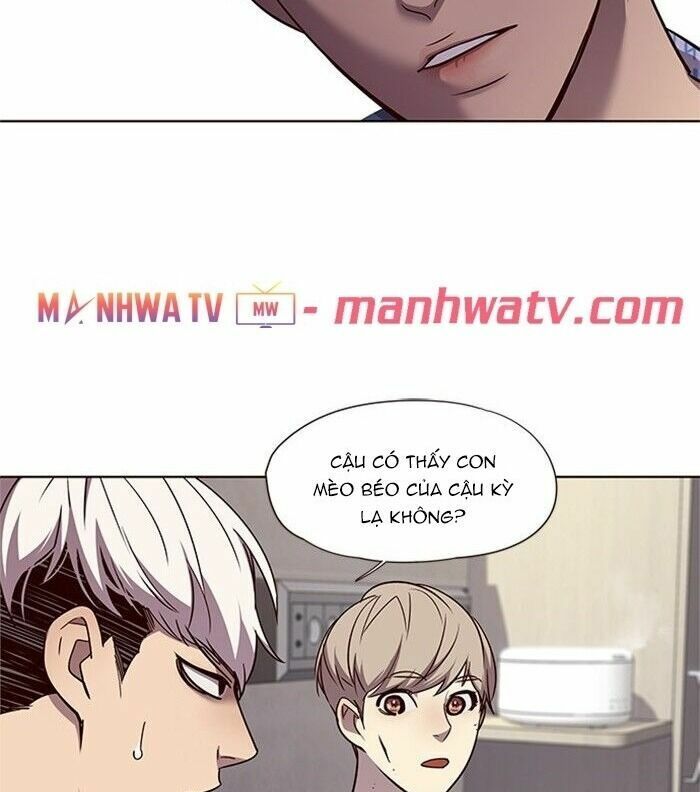 MANHWA TV MW - manhwatv.com
CẬU CÓ THẤY CON
MÈO BÉO CỦA CẬU KỲ
LẠ KHÔNG?